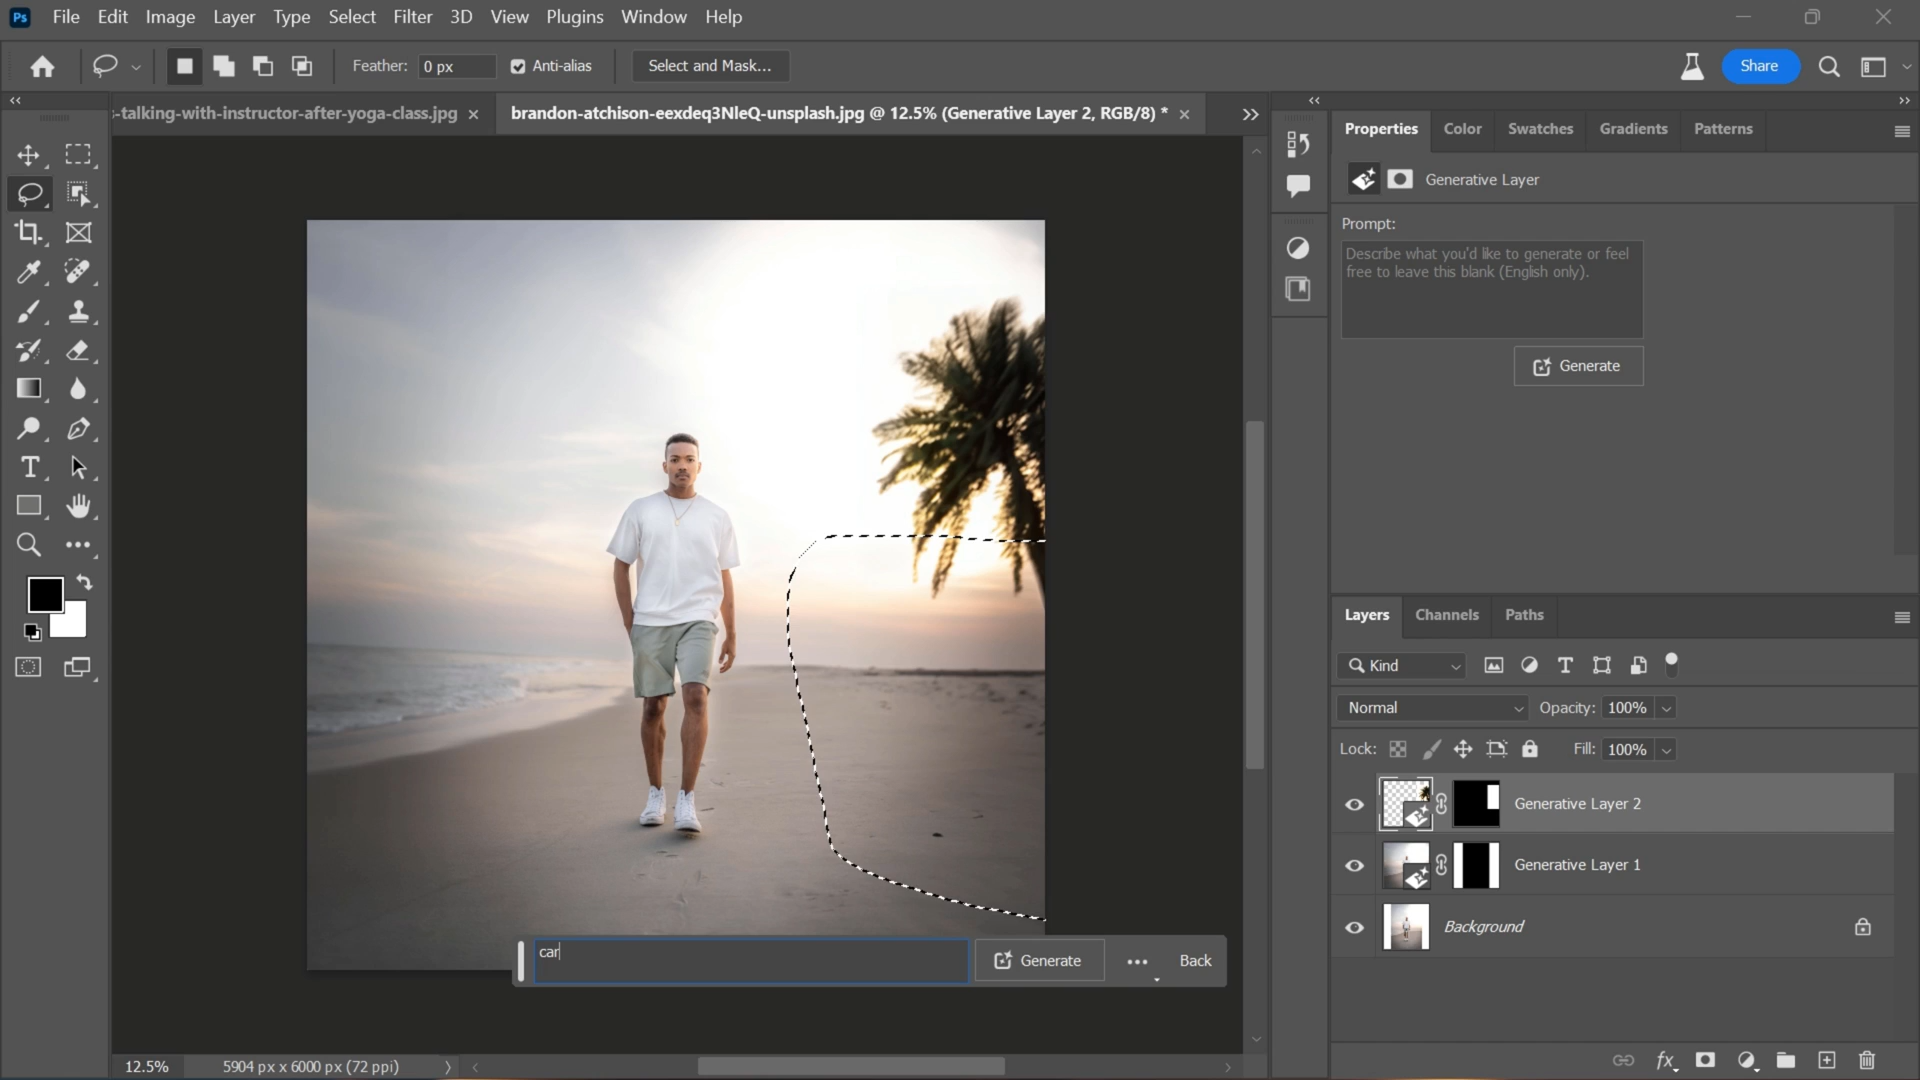 Ps File Edit Image Layer Type Select Filter 3D View Plugins Window Help
Feather: 0 px Anti-alias Select and Mask... Share
-talking-with-instructor-after-yoga-class.jpg brandon-atchison-eexdeq3NleQ-unsplash.jpg @ 12.5% (Generative Layer 2, RGB/8) *
Properties Color Swatches Gradients Patterns
Generative Layer
Prompt:
Describe what you'd like to generate or feel
free to leave this blank (English only).
Generate
Layers Channels Paths
Kind
Normal Opacity: 100%
Lock: Fill: 100%
Generative Layer 2
Generative Layer 1
Background
car
Generate Back
12.5% 5904 px x 6000 px (72 ppi)
fx